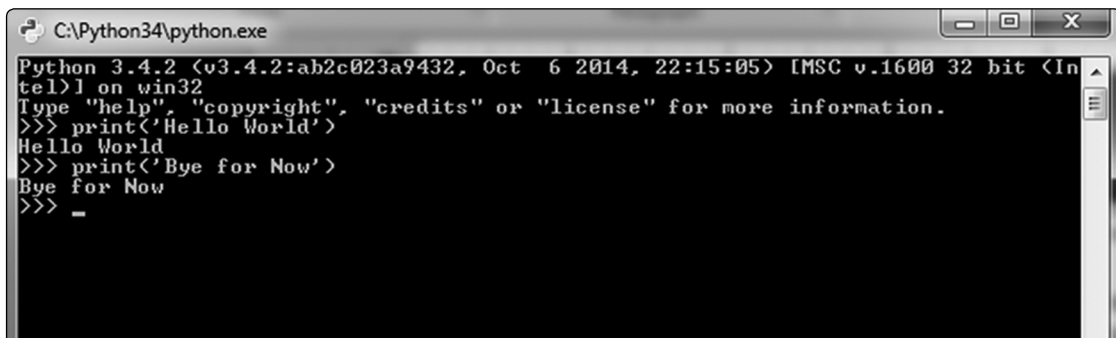 C:\Python34\python.exe
Python 3.4.2 (v3.4.2:ab2c023a9432, Oct  6 2014, 22:15:05) [MSC v.1600 32 bit (In
tel)] on win32
Type "help", "copyright", "credits" or "license" for more information.
>>> print('Hello World')
Hello World
>>> print('Bye for Now')
Bye for Now
>>> _